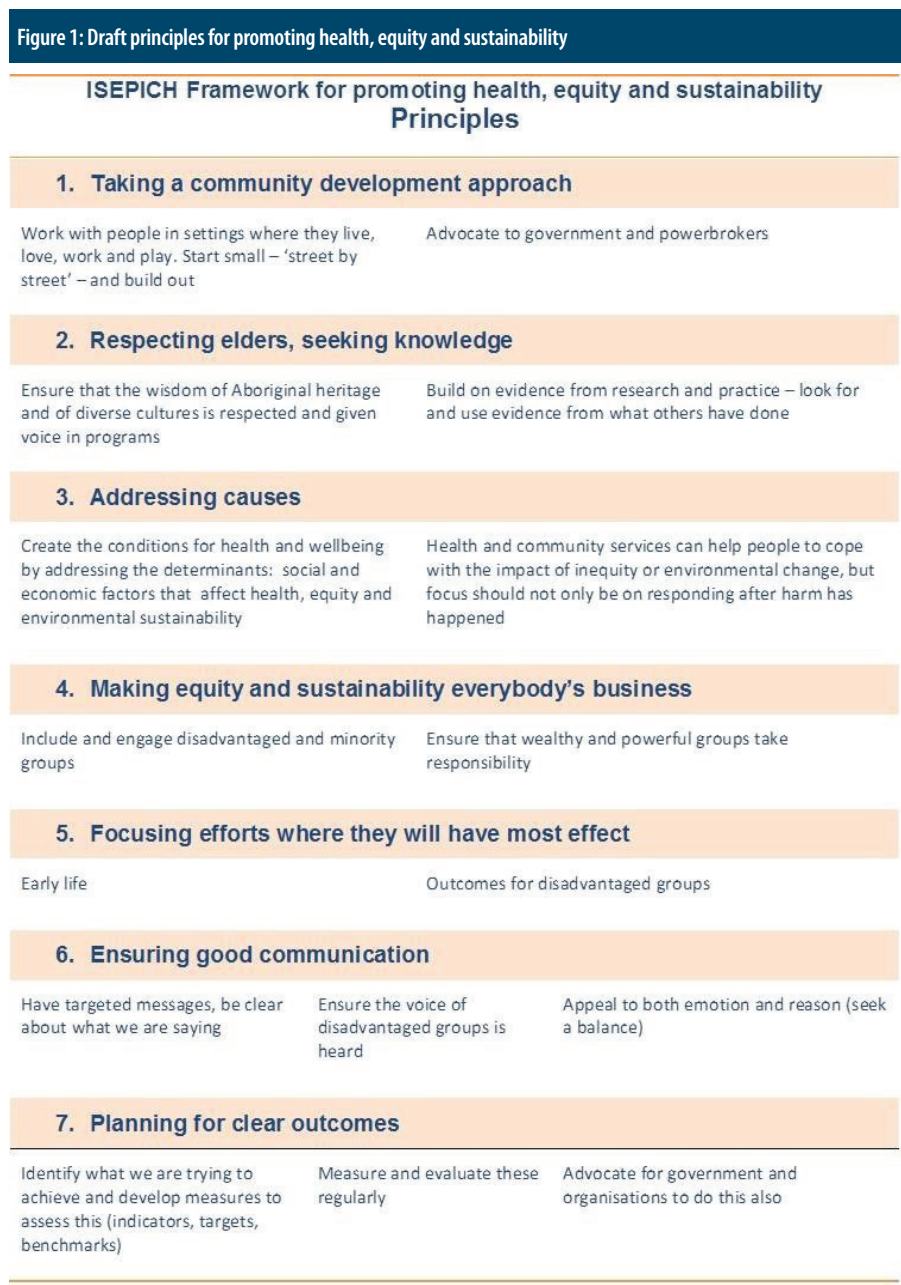 Figure 1: Draft principles for promoting health, equity and sustainability
ISEPICH Framework for promoting health, equity and sustainability
Principles
1. Taking a community development approach
Work with people in settings where they live,
love, work and play. Start small – ‘street by
street’ – and build out
Advocate to government and powerbrokers
2. Respecting elders, seeking knowledge
Ensure that the wisdom of Aboriginal heritage
and of diverse cultures is respected and given
voice in programs
Build on evidence from research and practice – look for
and use evidence from what others have done
3. Addressing causes
Create the conditions for health and wellbeing
by addressing the determinants: social and
economic factors that affect health, equity and
environmental sustainability
Health and community services can help people to cope
with the impact of inequity or environmental change, but
focus should not only be on responding after harm has
happened
4. Making equity and sustainability everybody’s business
Include and engage disadvantaged and minority
groups
Ensure that wealthy and powerful groups take
responsibility
5. Focusing efforts where they will have most effect
Early life
Outcomes for disadvantaged groups
6. Ensuring good communication
Have targeted messages, be clear
about what we are saying
Ensure the voice of
disadvantaged groups is
heard
Appeal to both emotion and reason (seek
a balance)
7. Planning for clear outcomes
Identify what we are trying to
achieve and develop measures to
assess this (indicators, targets,
benchmarks)
Measure and evaluate these
regularly
Advocate for government and
organisations to do this also